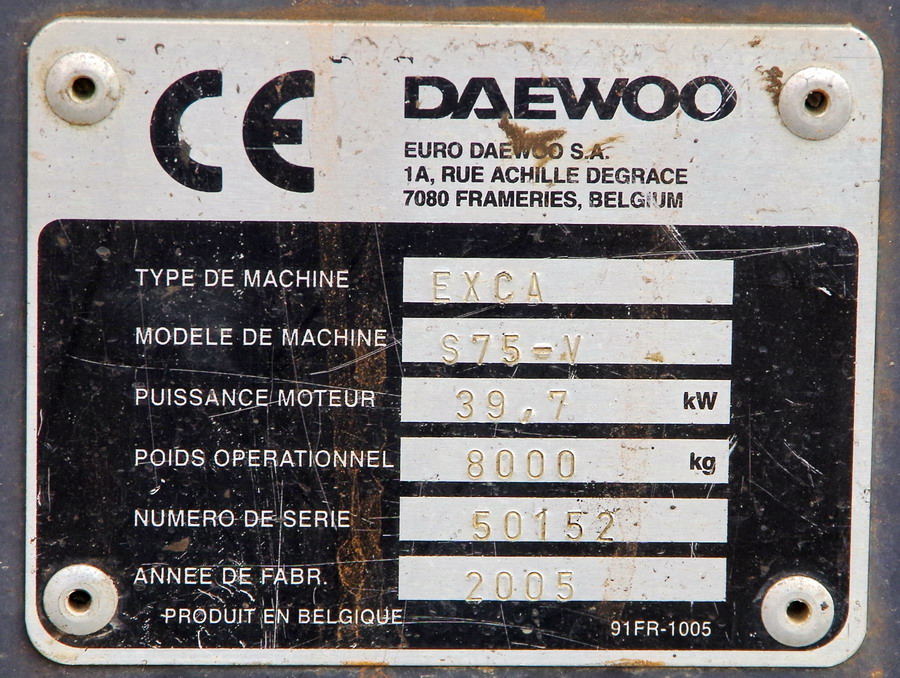 CE
DAEWOO
EURO DAEWOO S.A.
1A, RUE ACHILLE DEGRACE
7080 FRAMERIES, BELGIUM
TYPE DE MACHINE EXCA
MODELE DE MACHINE S75-V
PUISSANCE MOTEUR 39,7 kW
POIDS OPERATIONNEL 8000 kg
NUMERO DE SERIE 50152
ANNEE DE FABR. 2005
PRODUIT EN BELGIQUE
91FR-1005